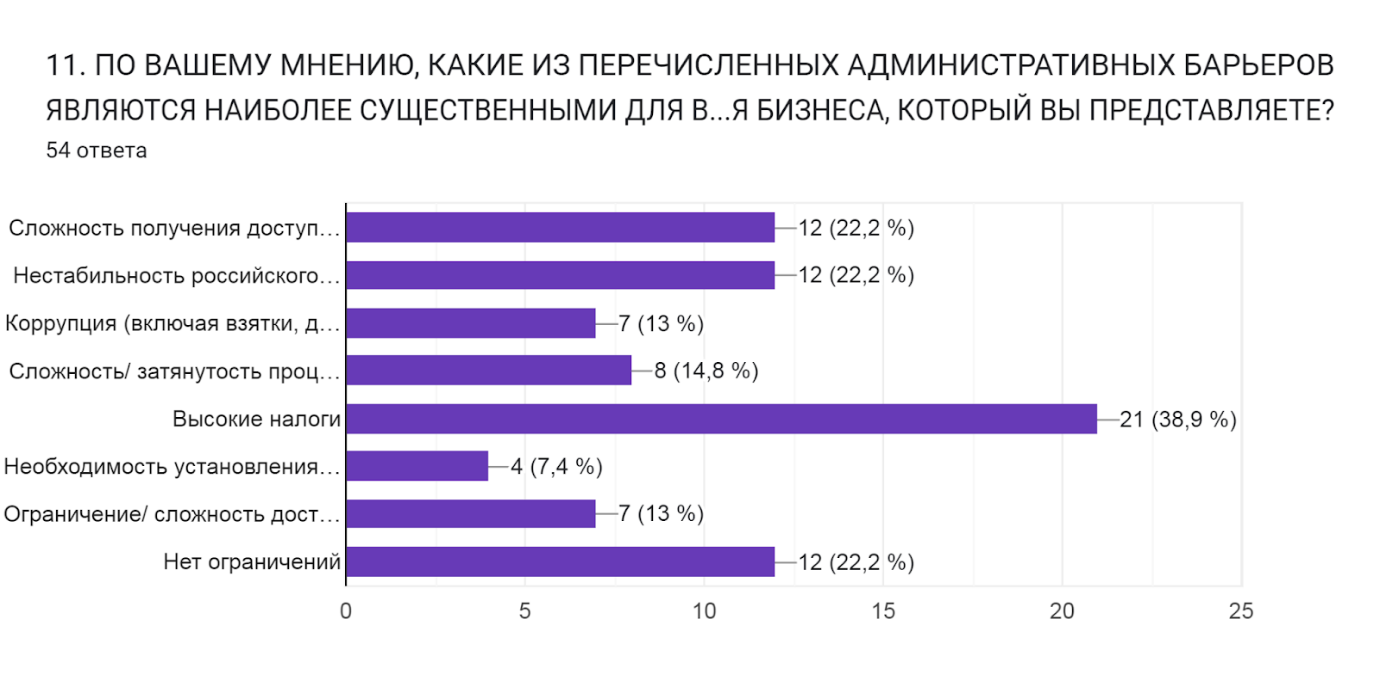 11. ПО ВАШЕМУ МНЕНИЮ, КАКИЕ ИЗ ПЕРЕЧИСЛЕННЫХ АДМИНИСТРАТИВНЫХ БАРЬЕРОВ
ЯВЛЯЮТСЯ НАИБОЛЕЕ СУЩЕСТВЕННЫМИ ДЛЯ В...Я БИЗНЕСА, КОТОРЫЙ ВЫ ПРЕДСТАВЛЯЕТЕ?
54 ответа
Сложность получения доступ… 12 (22,2 %)
Нестабильность российского… 12 (22,2 %)
Коррупция (включая взятки, д… 7 (13 %)
Сложность/ затянутость проц… 8 (14,8 %)
Высокие налоги 21 (38,9 %)
Необходимость установления… 4 (7,4 %)
Ограничение/ сложность дост… 7 (13 %)
Нет ограничений 12 (22,2 %)
0 5 10 15 20 25